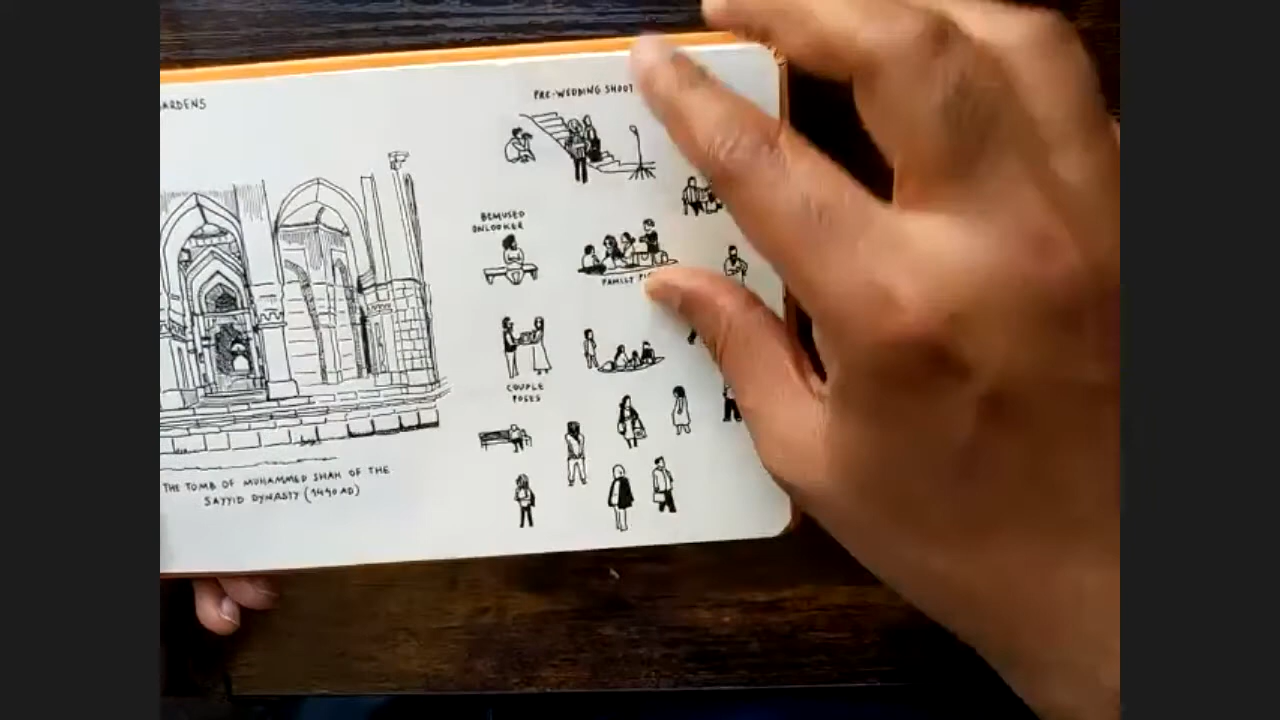 ARDENS
PRE-WEDDING SHOOT
BEMUSED
ONLOOKER
FAMILY
COUPLE
POSES
THE TOMB OF MUHAMMED SHAH OF THE
SAYYID DYNASTY (1440 AD)